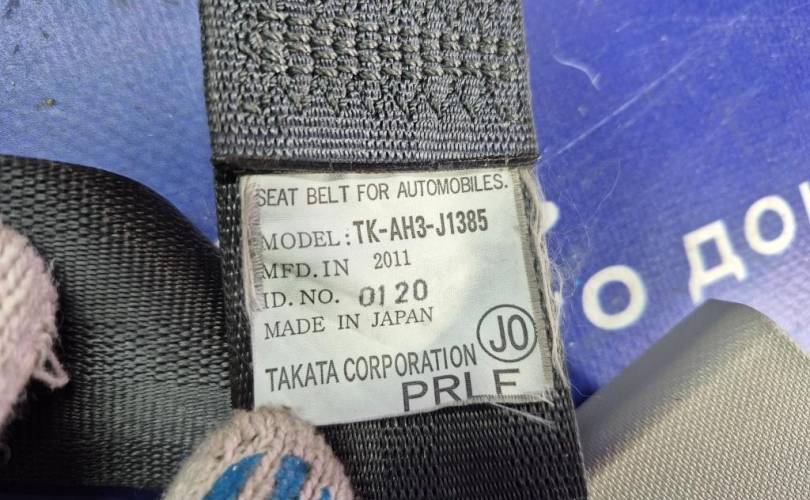 SEAT BELT FOR AUTOMOBILES.
MODEL: TK-AH3-J1385
MFD. IN 2011
ID. NO. 0120
MADE IN JAPAN
JO
TAKATA CORPORATION
О ДО